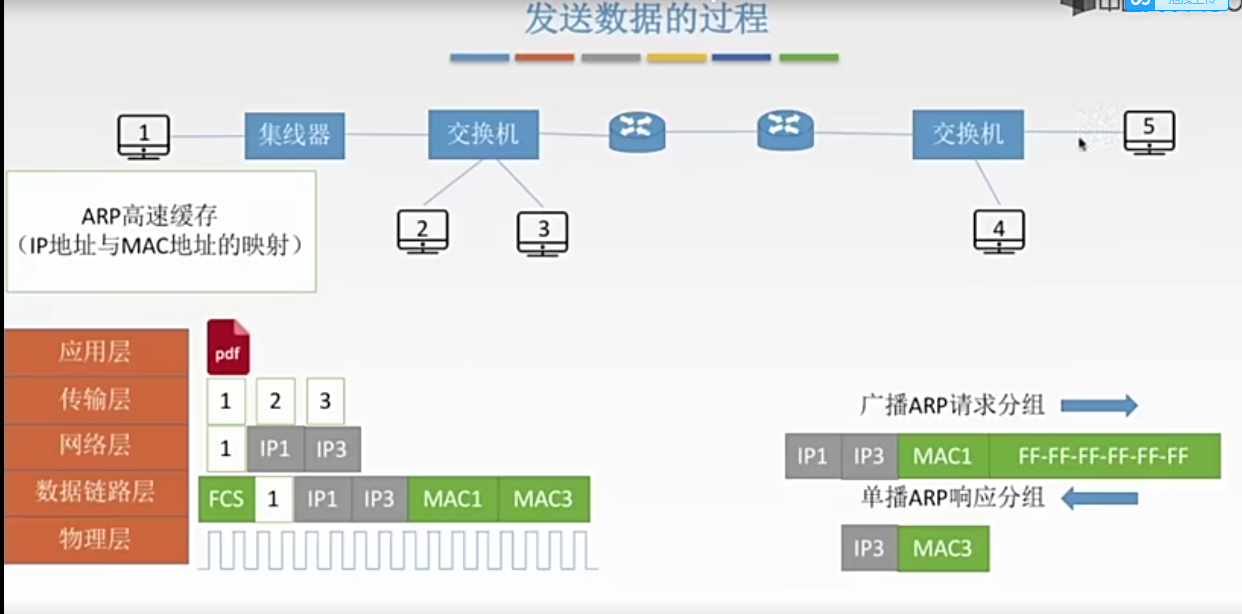 发送数据的过程
拖拽上传
1
集线器
交换机
交换机
5
2
3
4
ARP高速缓存
（IP地址与MAC地址的映射）
应用层
pdf
传输层
1 2 3
网络层
1 IP1 IP3
数据链路层
FCS 1 IP1 IP3 MAC1 MAC3
物理层
广播ARP请求分组
IP1 IP3 MAC1 FF-FF-FF-FF-FF-FF
单播ARP响应分组
IP3 MAC3